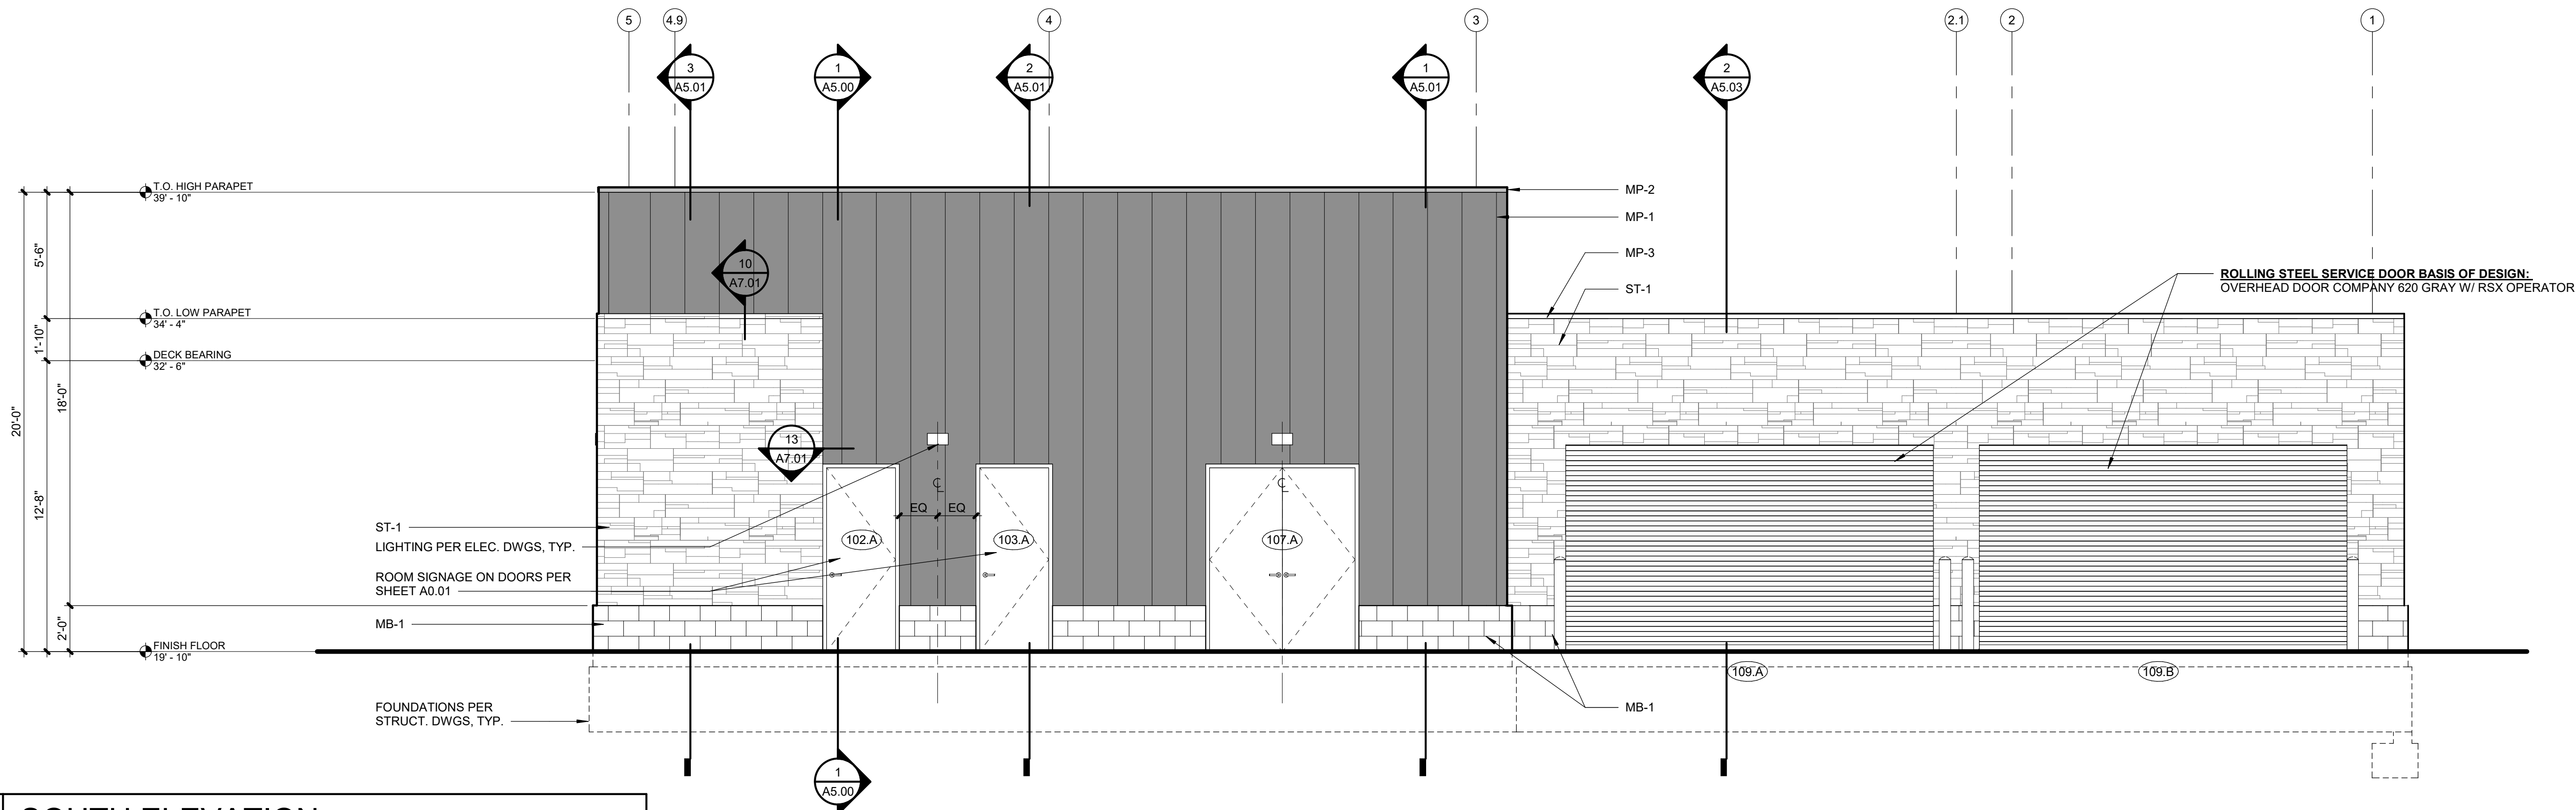 5
4.9
4
3
2.1
2
1
3
A5.01
1
A5.00
2
A5.01
1
A5.01
2
A5.03
T.O. HIGH PARAPET
39' - 10"
MP-2
MP-1
5'-6"
10
A7.01
MP-3
ROLLING STEEL SERVICE DOOR BASIS OF DESIGN:
OVERHEAD DOOR COMPANY 620 GRAY W/ RSX OPERATOR
ST-1
T.O. LOW PARAPET
34' - 4"
1'-10"
DECK BEARING
32' - 6"
18'-0"
20'-0"
12'-8"
13
A7.01
℄
℄
EQ
EQ
ST-1
LIGHTING PER ELEC. DWGS, TYP.
102.A
103.A
107.A
ROOM SIGNAGE ON DOORS PER
SHEET A0.01
MB-1
2'-0"
FINISH FLOOR
19' - 10"
109.A
109.B
FOUNDATIONS PER
STRUCT. DWGS, TYP.
MB-1
1
A5.00
SOUTH ELEVATION